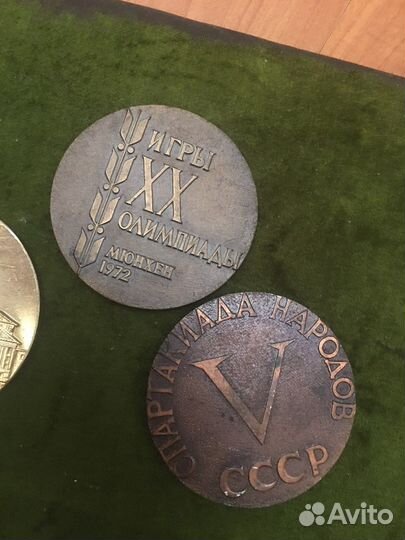 ИГРЫ
XX
ОЛИМПИАДЫ
МЮНХЕН
1972
СПАРТАКИАДА НАРОДОВ
V
СССР
Avito